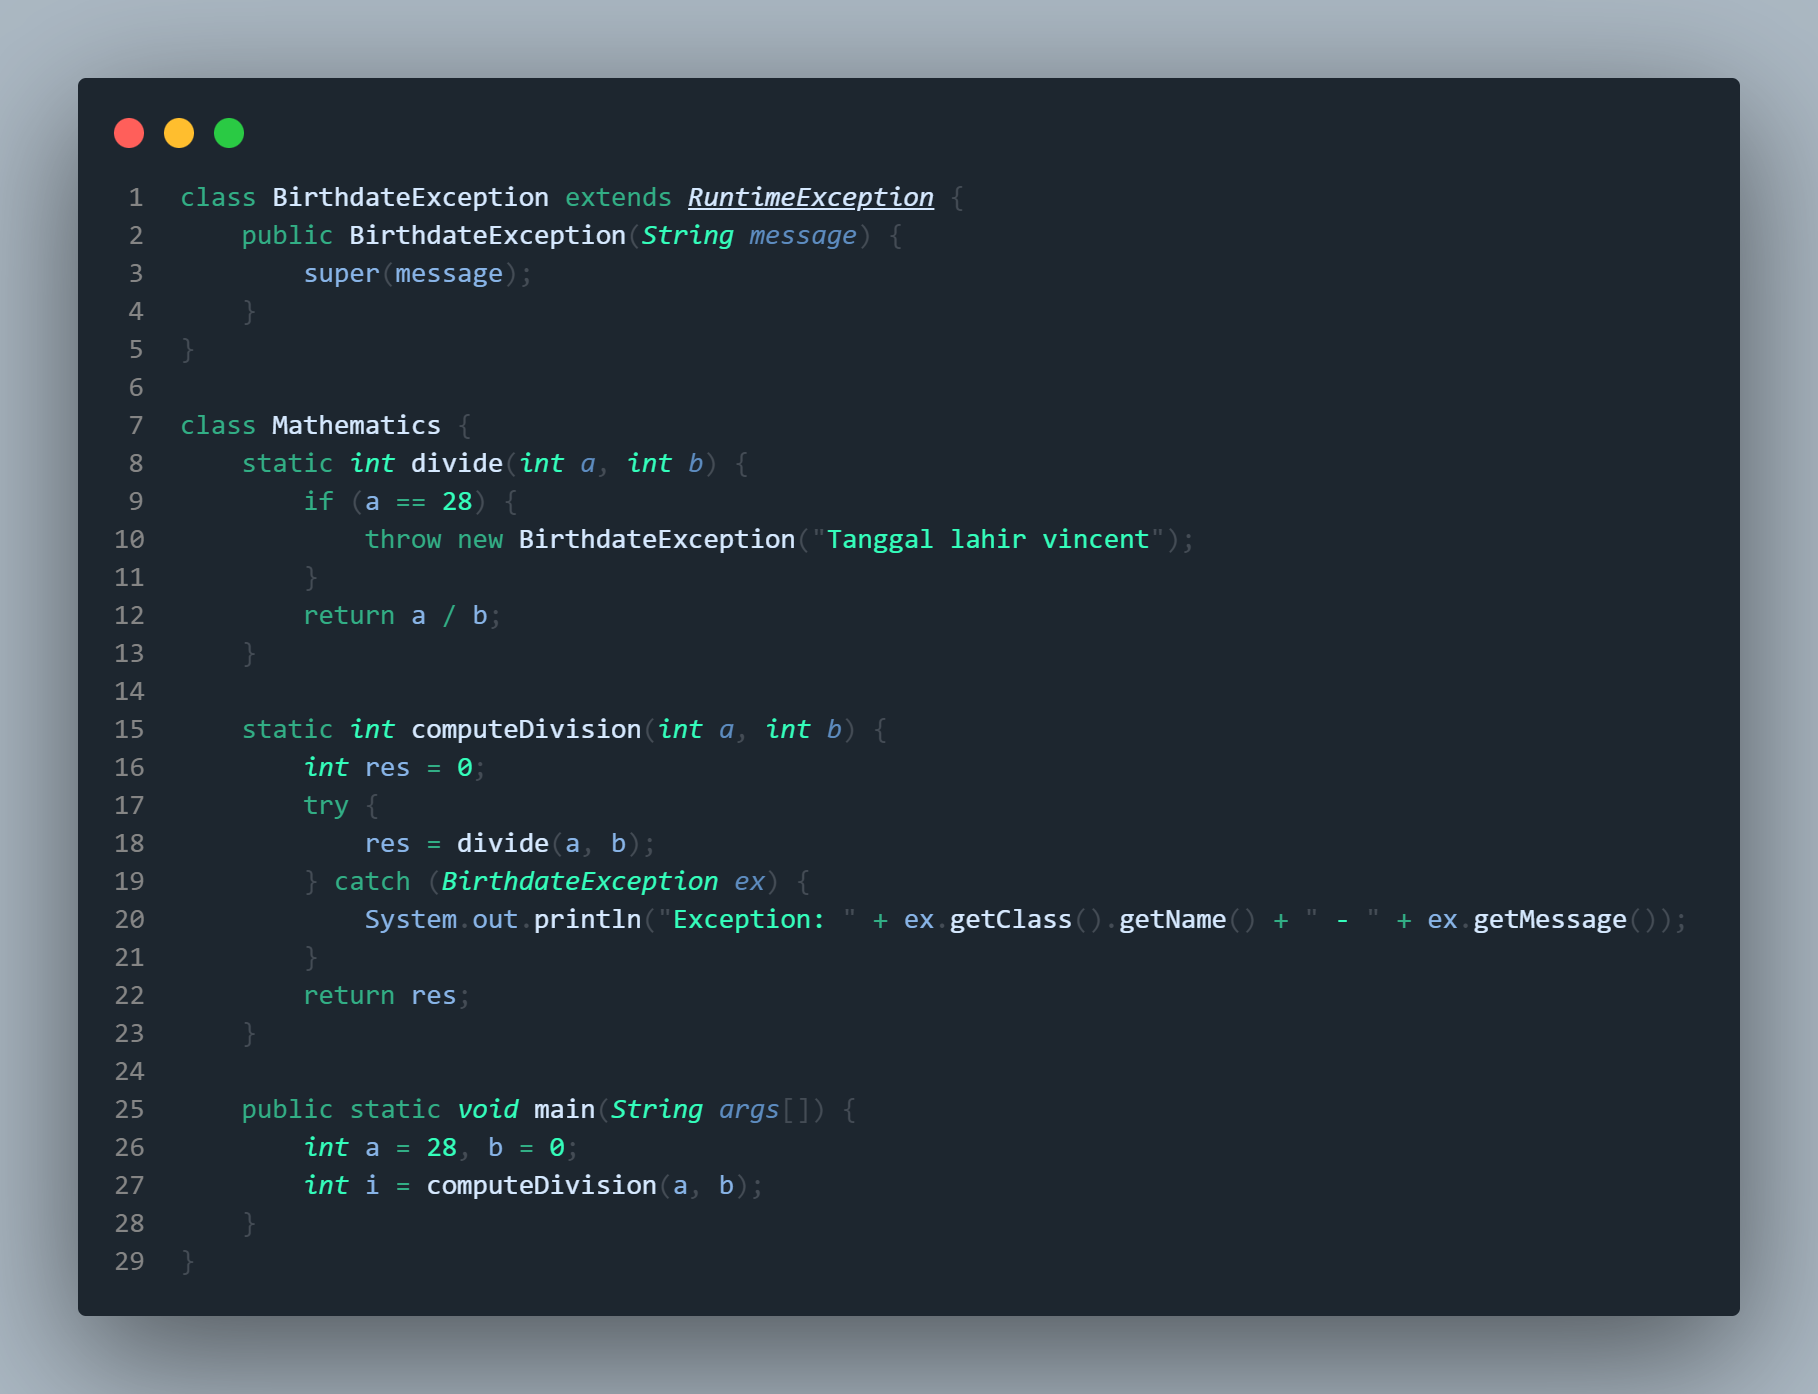 1 class BirthdateException extends RuntimeException {
2     public BirthdateException(String message) {
3         super(message);
4     }
5 }
6
7 class Mathematics {
8     static int divide(int a, int b) {
9         if (a == 28) {
10             throw new BirthdateException("Tanggal lahir vincent");
11         }
12         return a / b;
13     }
14
15     static int computeDivision(int a, int b) {
16         int res = 0;
17         try {
18             res = divide(a, b);
19         } catch (BirthdateException ex) {
20             System.out.println("Exception: " + ex.getClass().getName() + " - " + ex.getMessage());
21         }
22         return res;
23     }
24
25     public static void main(String args[]) {
26         int a = 28, b = 0;
27         int i = computeDivision(a, b);
28     }
29 }